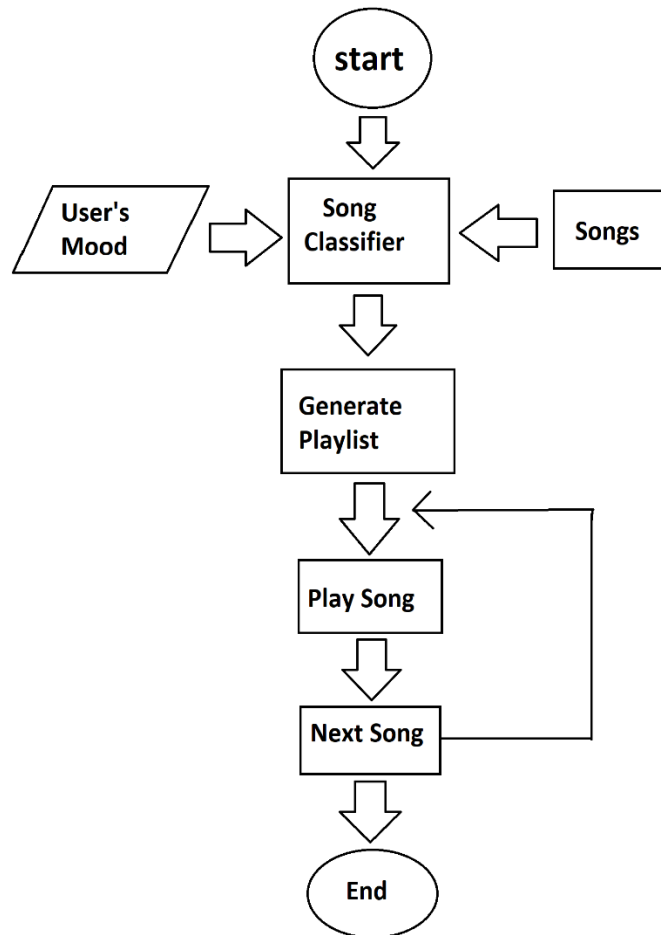 start
User's
Mood
Song
Classifier
Songs
Generate
Playlist
Play Song
Next Song
End